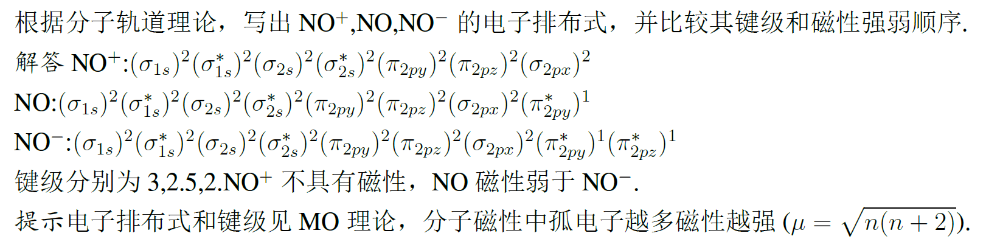 根据分子轨道理论，写出 NO⁺,NO,NO⁻ 的电子排布式，并比较其键级和磁性强弱顺序.
解答 NO⁺:$(\sigma_{1s})^2(\sigma_{1s}^*)^2(\sigma_{2s})^2(\sigma_{2s}^*)^2(\pi_{2py})^2(\pi_{2pz})^2(\sigma_{2px})^2$
NO:$(\sigma_{1s})^2(\sigma_{1s}^*)^2(\sigma_{2s})^2(\sigma_{2s}^*)^2(\pi_{2py})^2(\pi_{2pz})^2(\sigma_{2px})^2(\pi_{2py}^*)^1$
NO⁻:$(\sigma_{1s})^2(\sigma_{1s}^*)^2(\sigma_{2s})^2(\sigma_{2s}^*)^2(\pi_{2py})^2(\pi_{2pz})^2(\sigma_{2px})^2(\pi_{2py}^*)^1(\pi_{2pz}^*)^1$
键级分别为 3,2.5,2.NO⁺ 不具有磁性，NO 磁性弱于 NO⁻.
提示电子排布式和键级见 MO 理论，分子磁性中孤电子越多磁性越强 ($\mu = \sqrt{n(n+2)}$).